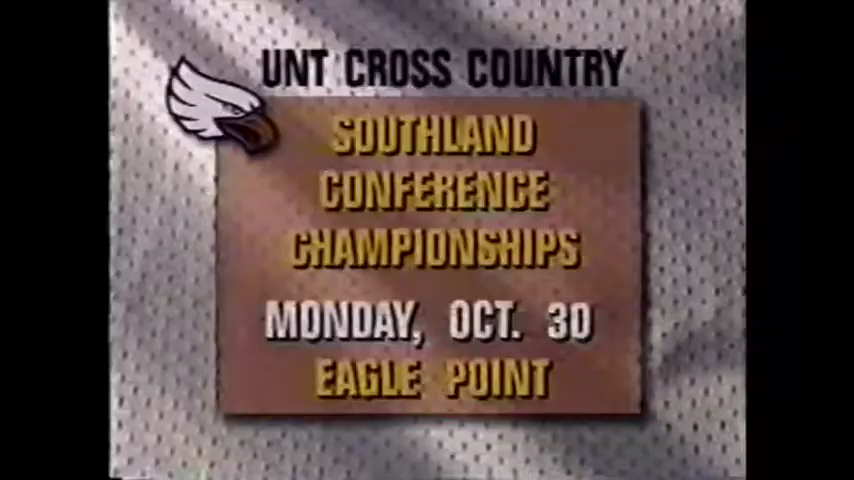 UNT CROSS COUNTRY
SOUTHLAND
CONFERENCE
CHAMPIONSHIPS
MONDAY, OCT. 30
EAGLE POINT